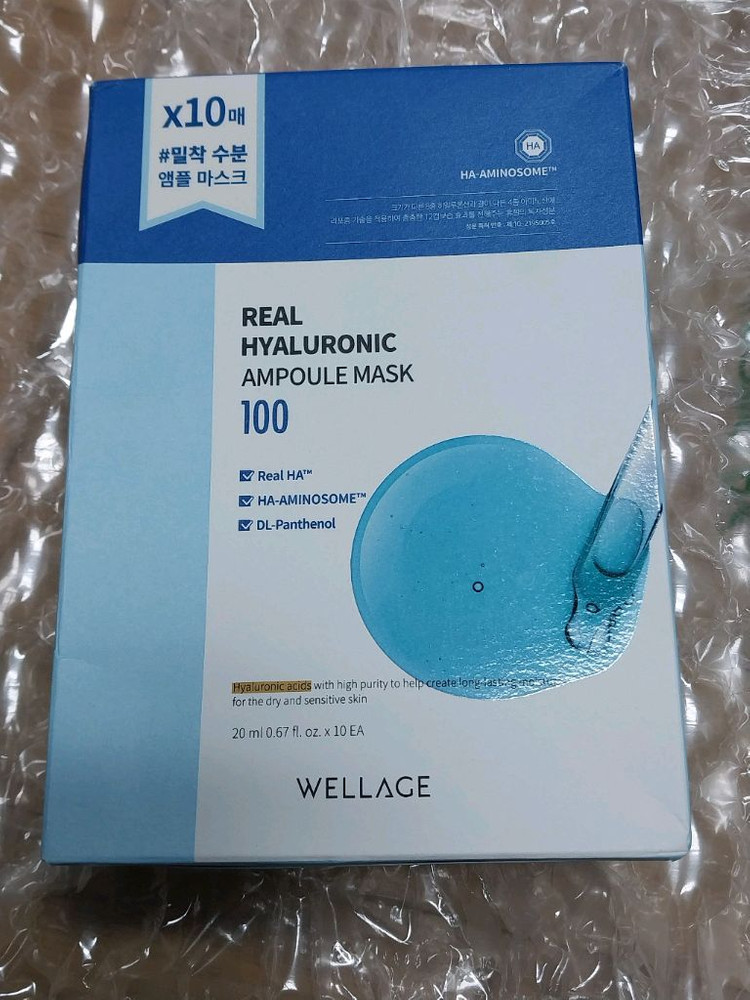 x10매
#밀착 수분
앰플 마스크
HA
HA-AMINOSOME™
REAL
HYALURONIC
AMPOULE MASK
100
Real HA™
HA-AMINOSOME™
DL-Panthenol
Hyaluronic acids with high purity to help create long-lasting
for the dry and sensitive skin
20 ml 0.67 fl. oz. x 10 EA
WELLAGE